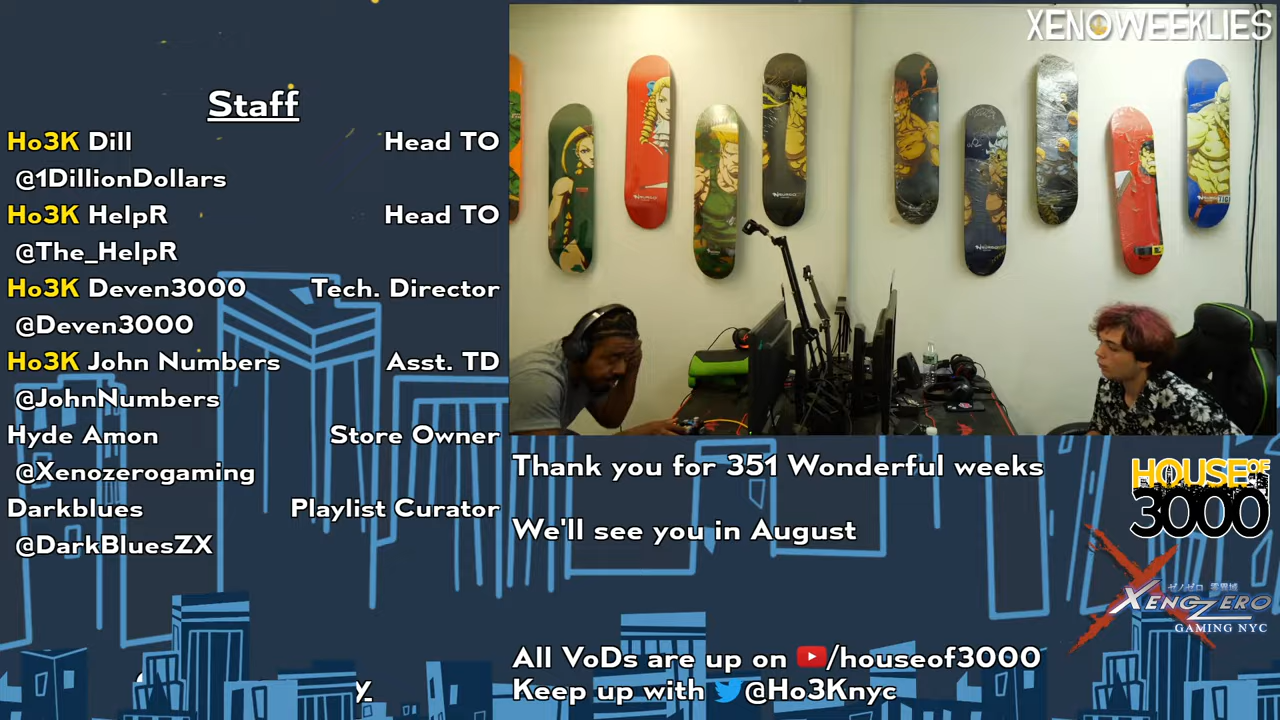 XENOWEEKLIES
Staff
Ho3K Dill Head TO
@1DillionDollars
Ho3K HelpR Head TO
@The_HelpR
Ho3K Deven3000 Tech. Director
@Deven3000
Ho3K John Numbers Asst. TD
@JohnNumbers
Hyde Amon Store Owner
@Xenozerogaming
Darkblues Playlist Curator
@DarkBluesZX
Thank you for 351 Wonderful weeks
We'll see you in August
HOUSE OF
3000
XENOZERO
GAMING NYC
All VoDs are up on /houseof3000
Keep up with @Ho3Knyc